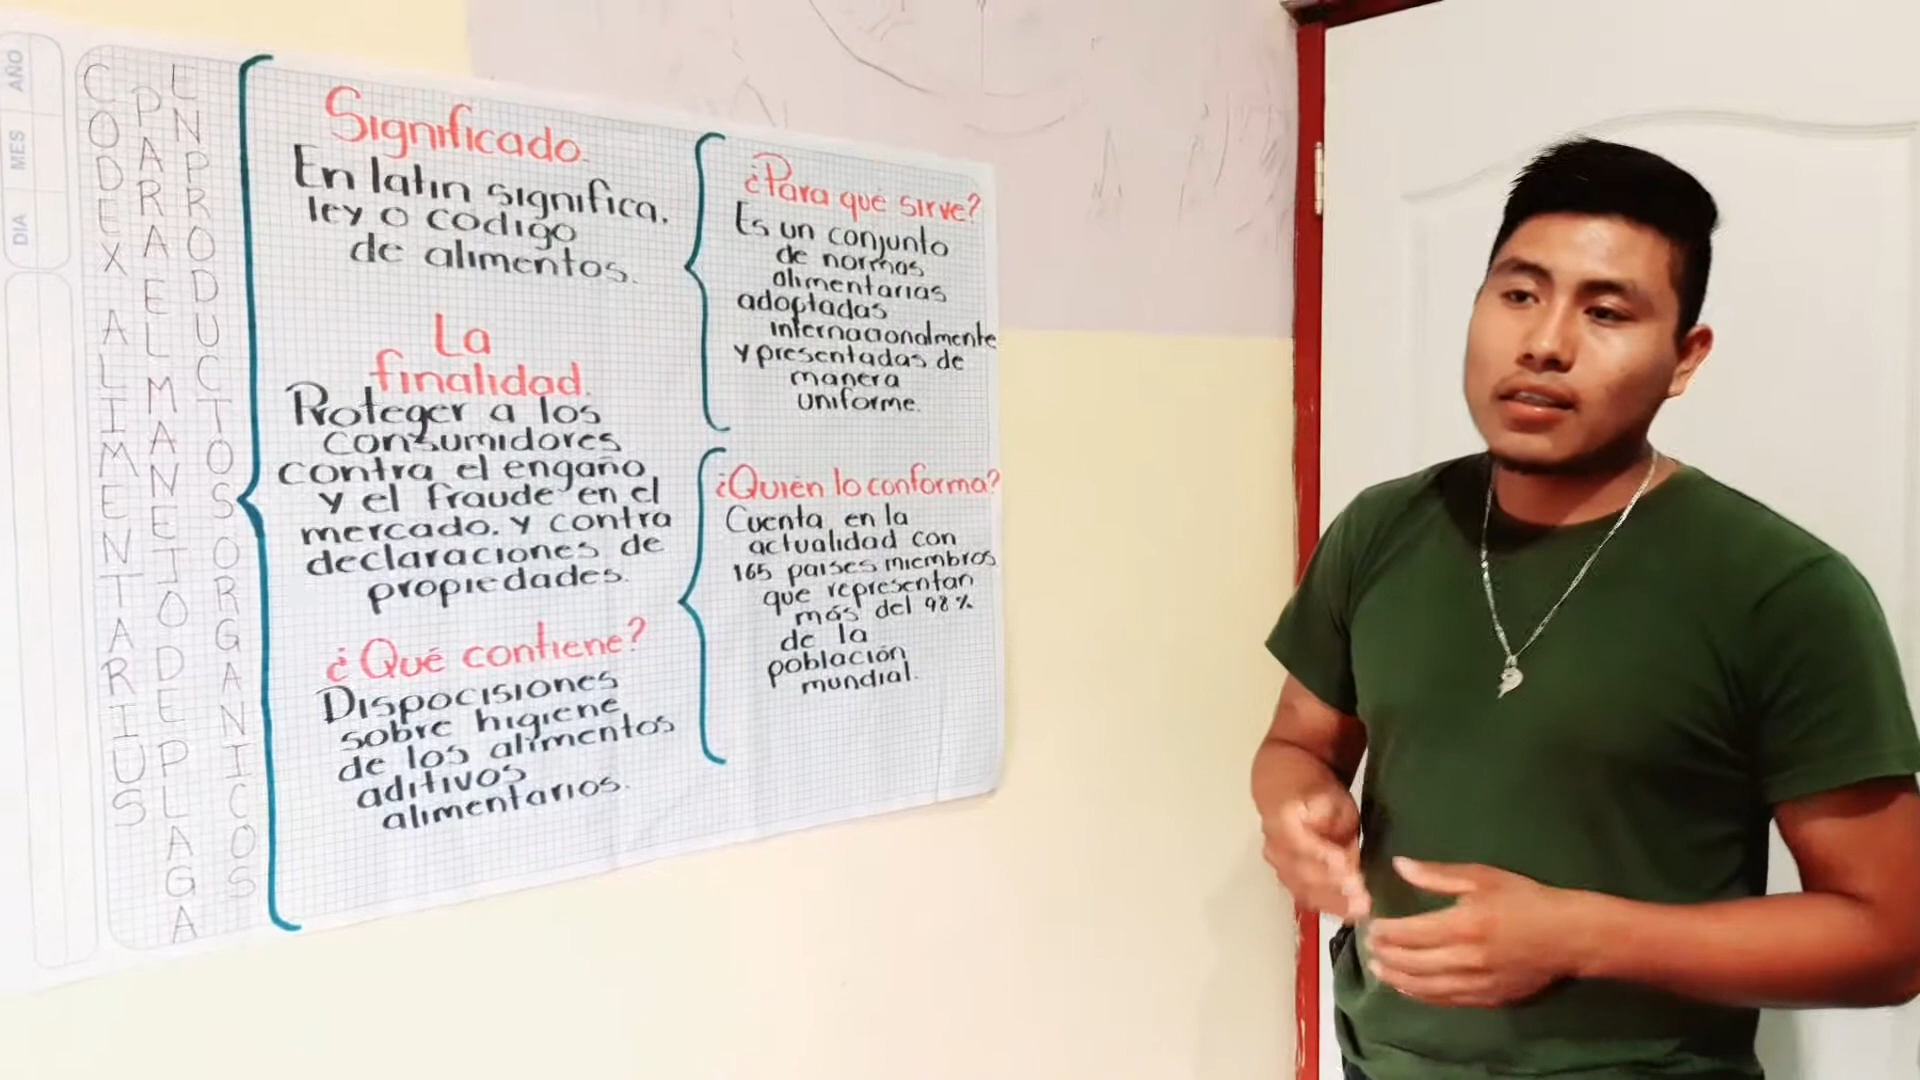 AÑO
MES
DIA
CODEX ALIMENTARIUS
PARA EL MANEJO DE PLAGA
EN PRODUCTOS ORGANICOS
Significado.
En latin significa.
ley o codigo
de alimentos.
La
finalidad.
Proteger a los
consumidores
contra el engaño
y el fraude en el
mercado. y contra
declaraciones de
propiedades.
¿Qué contiene?
Dispocisiones
sobre higiene
de los alimentos
aditivos
alimentarios.
¿Para qué sirve?
Es un conjunto
de normas
alimentarias
adoptadas
internacionalmente
y presentadas de
manera
uniforme.
¿Quién lo conforma?
Cuenta en la
actualidad con
165 paises miembros
que representan
más del 98%
de la
población
mundial.